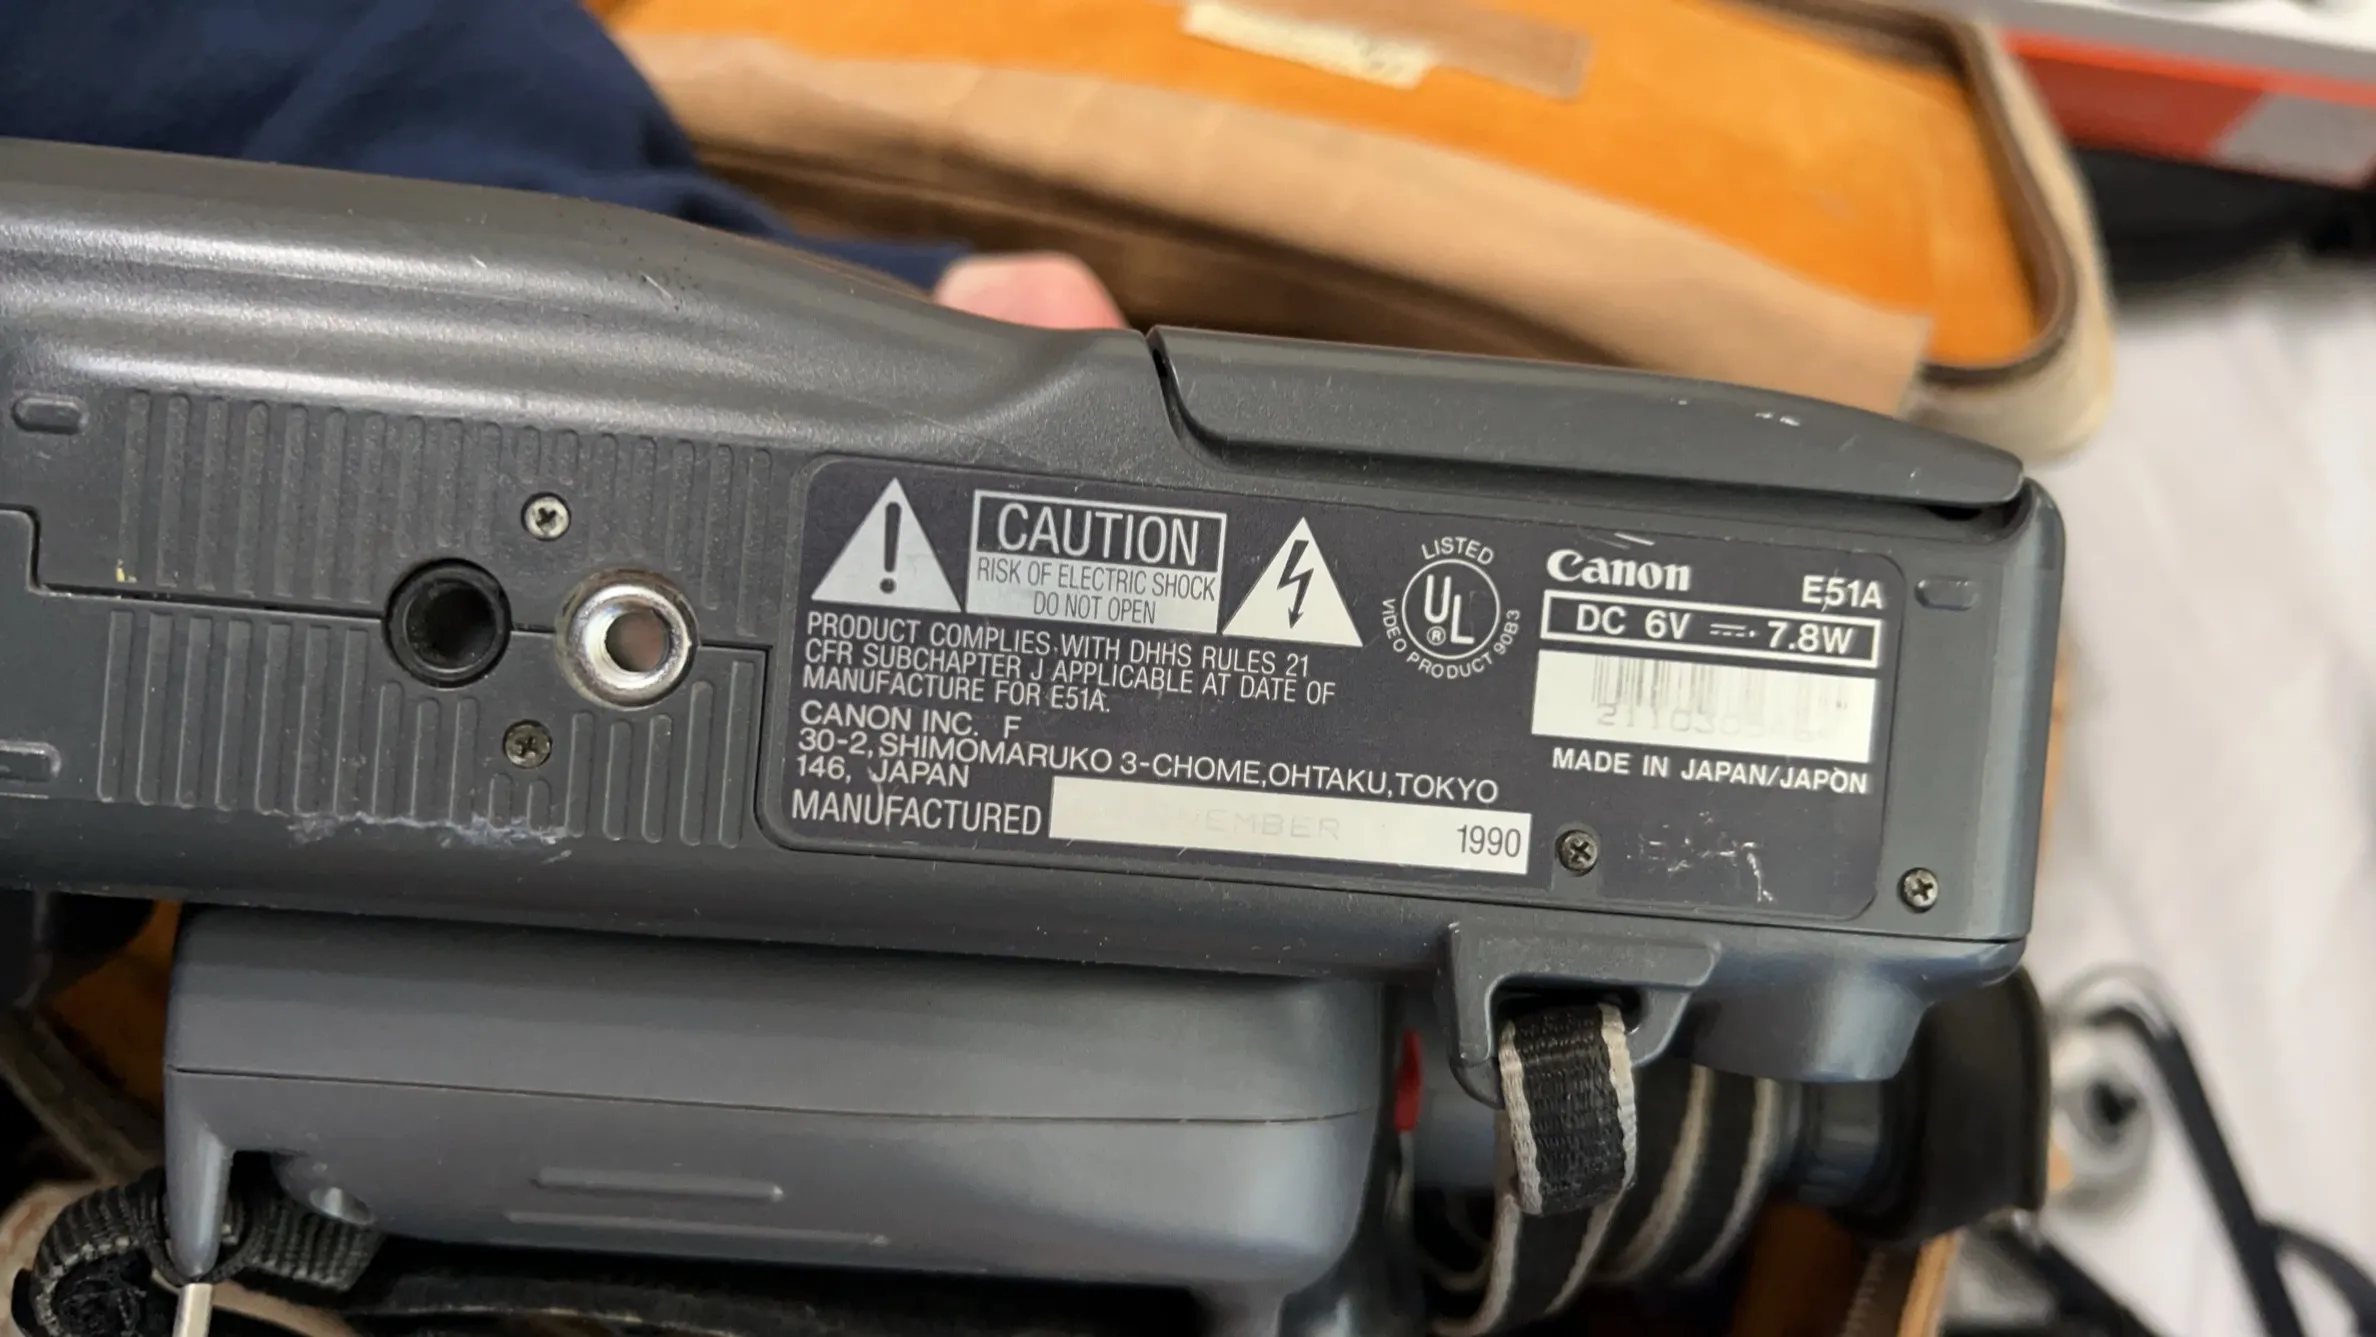 CAUTION
RISK OF ELECTRIC SHOCK
DO NOT OPEN
PRODUCT COMPLIES WITH DHHS RULES 21
CFR SUBCHAPTER J APPLICABLE AT DATE OF
MANUFACTURE FOR E51A.
CANON INC. F
30-2, SHIMOMARUKO 3-CHOME, OHTAKU, TOKYO
146, JAPAN
MANUFACTURED 1990
LISTED
UL
®
VIDEO PRODUCT 90B3
Canon E51A
DC 6V ⎓ 7.8W
MADE IN JAPAN/JAPON